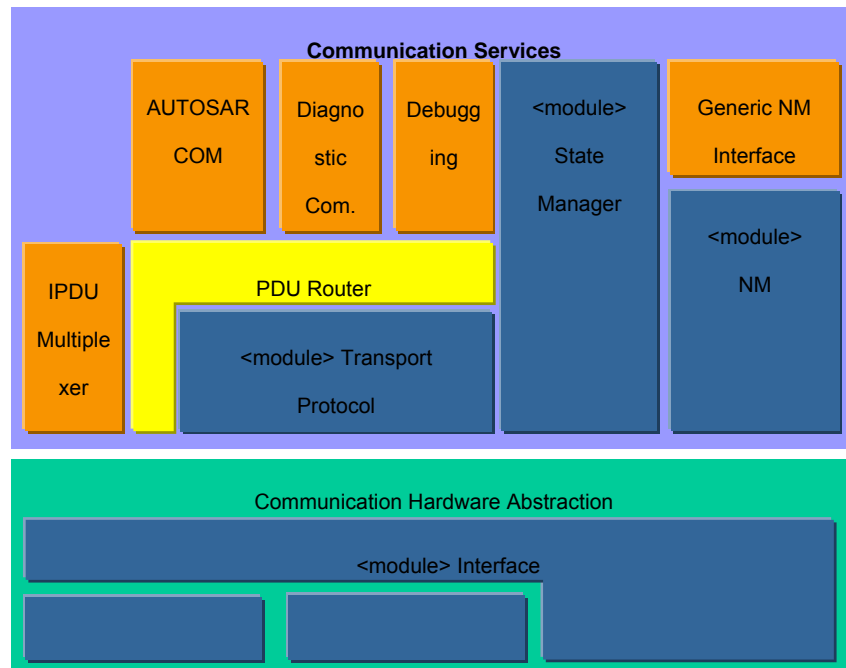 Communication Services
AUTOSAR
COM
Diagno
stic
Com.
Debugg
ing
<module>
State
Manager
Generic NM
Interface
<module>
NM
IPDU
Multiple
xer
PDU Router
<module> Transport
Protocol
Communication Hardware Abstraction
<module> Interface